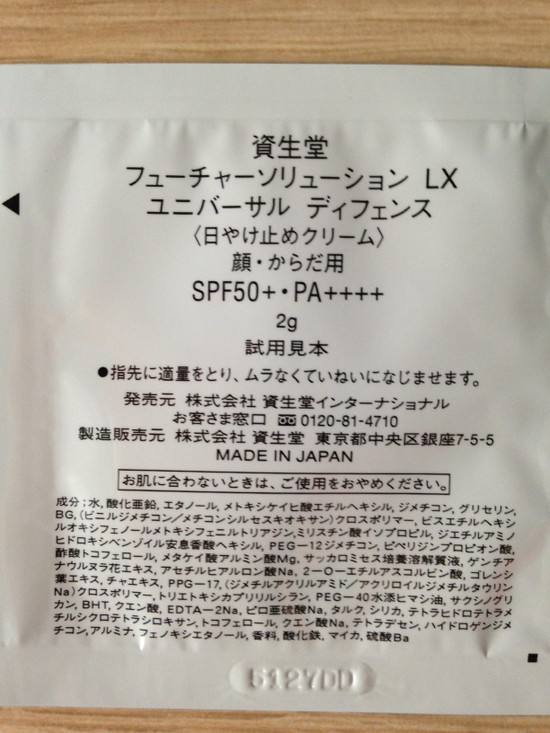 資生堂
フューチャーソリューション LX
ユニバーサル ディフェンス
〈日やけ止めクリーム〉
顔・からだ用
SPF50+・PA++++
2g
試用見本
●指先に適量をとり、ムラなくていねいになじませます。
発売元 株式会社 資生堂インターナショナル
お客さま窓口 0120-81-4710
製造販売元 株式会社 資生堂 東京都中央区銀座7-5-5
MADE IN JAPAN
お肌に合わないときは、ご使用をおやめください。
成分:水,酸化亜鉛,エタノール,メトキシケイヒ酸エチルヘキシル,ジメチコン,グリセリン,
BG,(ビニルジメチコン/メチコンシルセスキオキサン)クロスポリマー,ビスエチルヘキシ
ルオキシフェノールメトキシフェニルトリアジン,ミリスチン酸イソプロピル,ジエチルアミノ
ヒドロキシベンゾイル安息香酸ヘキシル,PEG-12ジメチコン,ピペリジンプロピオン酸,
酢酸トコフェロール,メタケイ酸アルミン酸Mg,サッカロミセス培養溶解質液,ゲンチア
ナウルヌラ花エキス,アセチルヒアルロン酸Na,2-O-エチルアスコルビン酸,ゴレンシ
葉エキス,チャエキス,PPG-17,(ジメチルアクリルアミド/アクリロイルジメチルタウリン
Na)クロスポリマー,トリエトキシカプリリルシラン,PEG-40水添ヒマシ油,サクシノグリ
カン,BHT,クエン酸,EDTA-2Na,ピロ亜硫酸Na,タルク,シリカ,テトラヒドロテトラメ
チルシクロテトラシロキサン,トコフェロール,クエン酸Na,テトラデセン,ハイドロゲンジメ
チコン,アルミナ,フェノキシエタノール,香料,酸化鉄,マイカ,硫酸Ba
5127DD